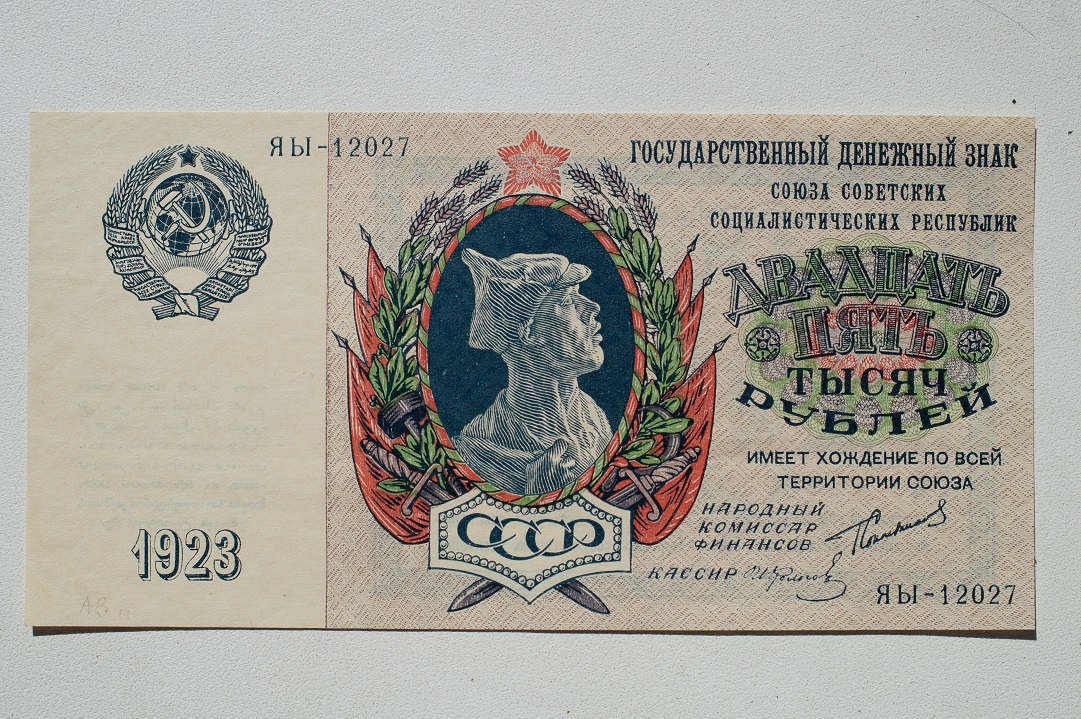 ЯЫ-12027
ГОСУДАРСТВЕННЫЙ ДЕНЕЖНЫЙ ЗНАК
СОЮЗА СОВЕТСКИХ
СОЦИАЛИСТИЧЕСКИХ РЕСПУБЛИК
ДВАДЦАТЬ
ПЯТЬ
ТЫСЯЧ
РУБЛЕЙ
ИМЕЕТ ХОЖДЕНИЕ ПО ВСЕЙ
ТЕРРИТОРИИ СОЮЗА
НАРОДНЫЙ
КОМИССАР
ФИНАНСОВ
КАССИР
ЯЫ-12027
СССР
1923